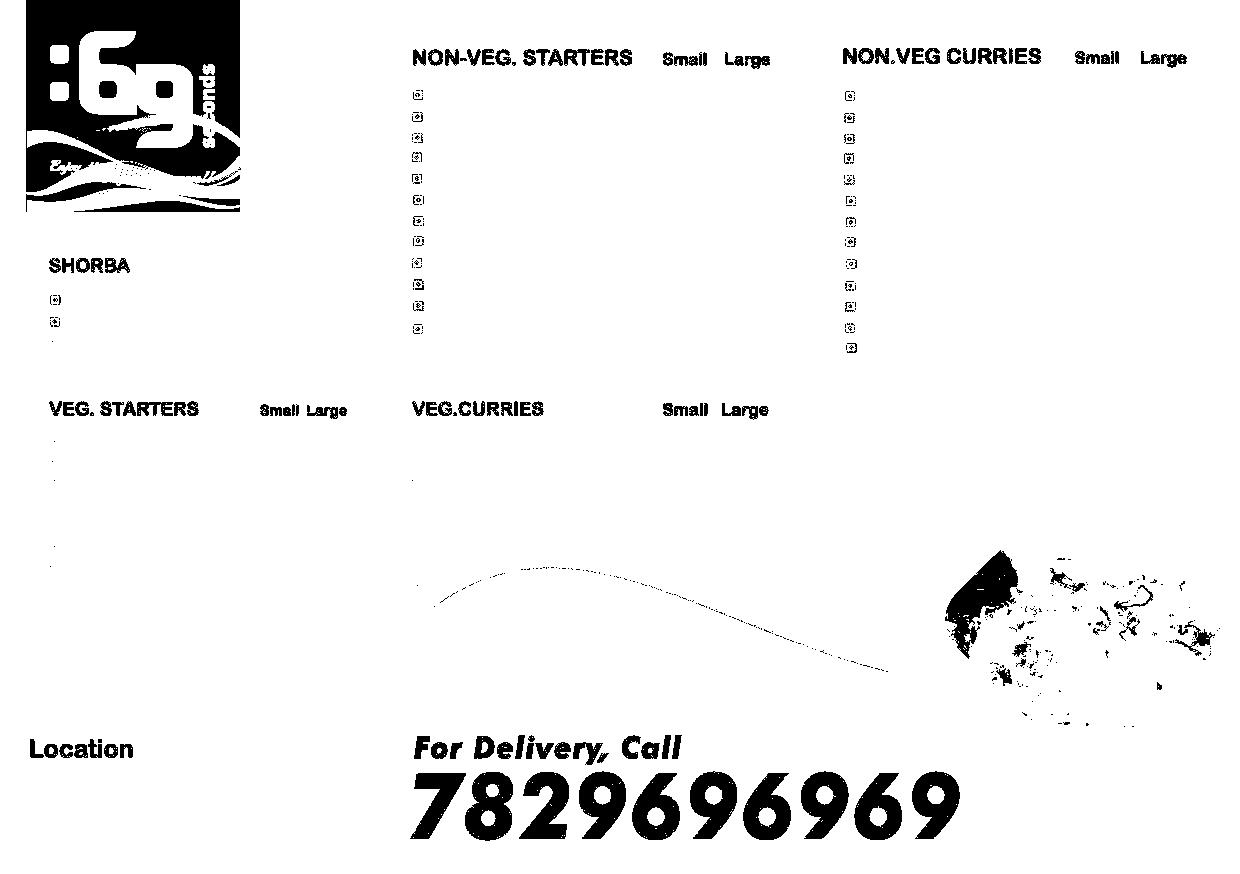 :69
seconds
Enjoy
NON-VEG. STARTERS Small Large
NON.VEG CURRIES Small Large
SHORBA
VEG. STARTERS Small Large
VEG.CURRIES Small Large
Location
For Delivery, Call
7829696969